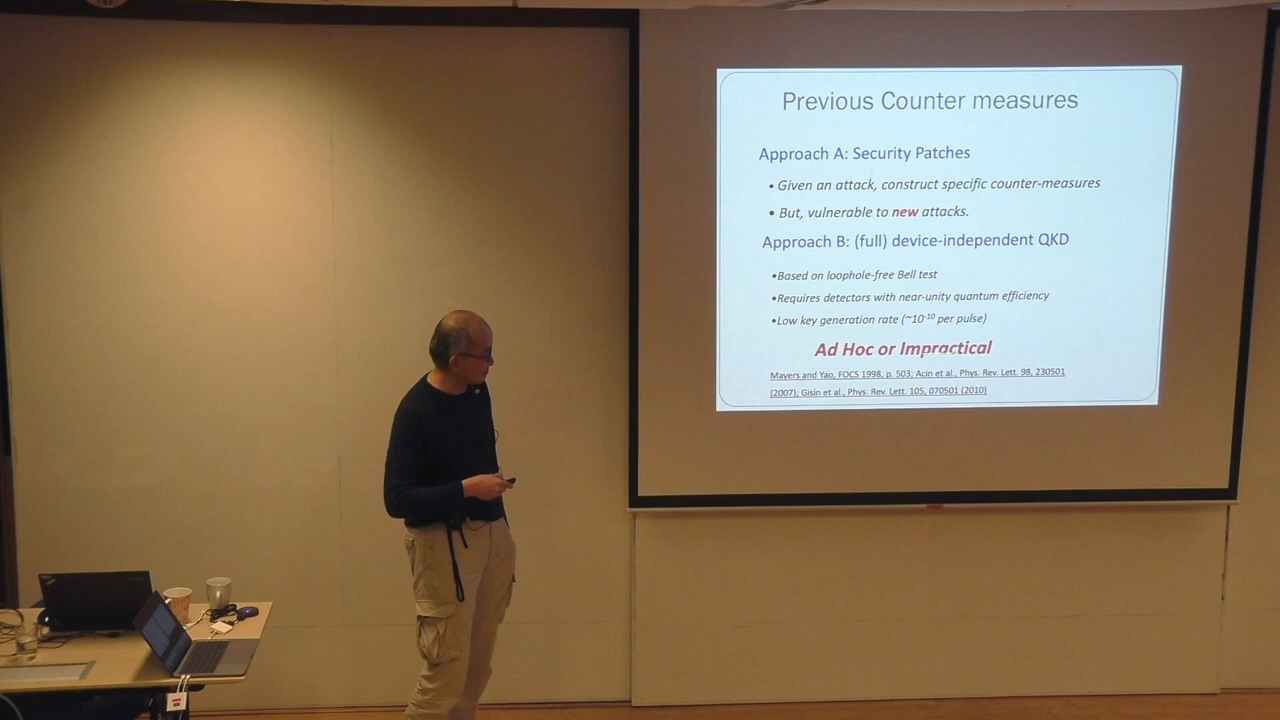 Previous Counter measures
Approach A: Security Patches
• Given an attack, construct specific counter-measures
• But, vulnerable to new attacks.
Approach B: (full) device-independent QKD
•Based on loophole-free Bell test
•Requires detectors with near-unity quantum efficiency
•Low key generation rate (~10⁻¹⁰ per pulse)
Ad Hoc or Impractical
Mayers and Yao, FOCS 1998, p. 503; Acin et al., Phys. Rev. Lett. 98, 230501
(2007); Gisin et al., Phys. Rev. Lett. 105, 070501 (2010)